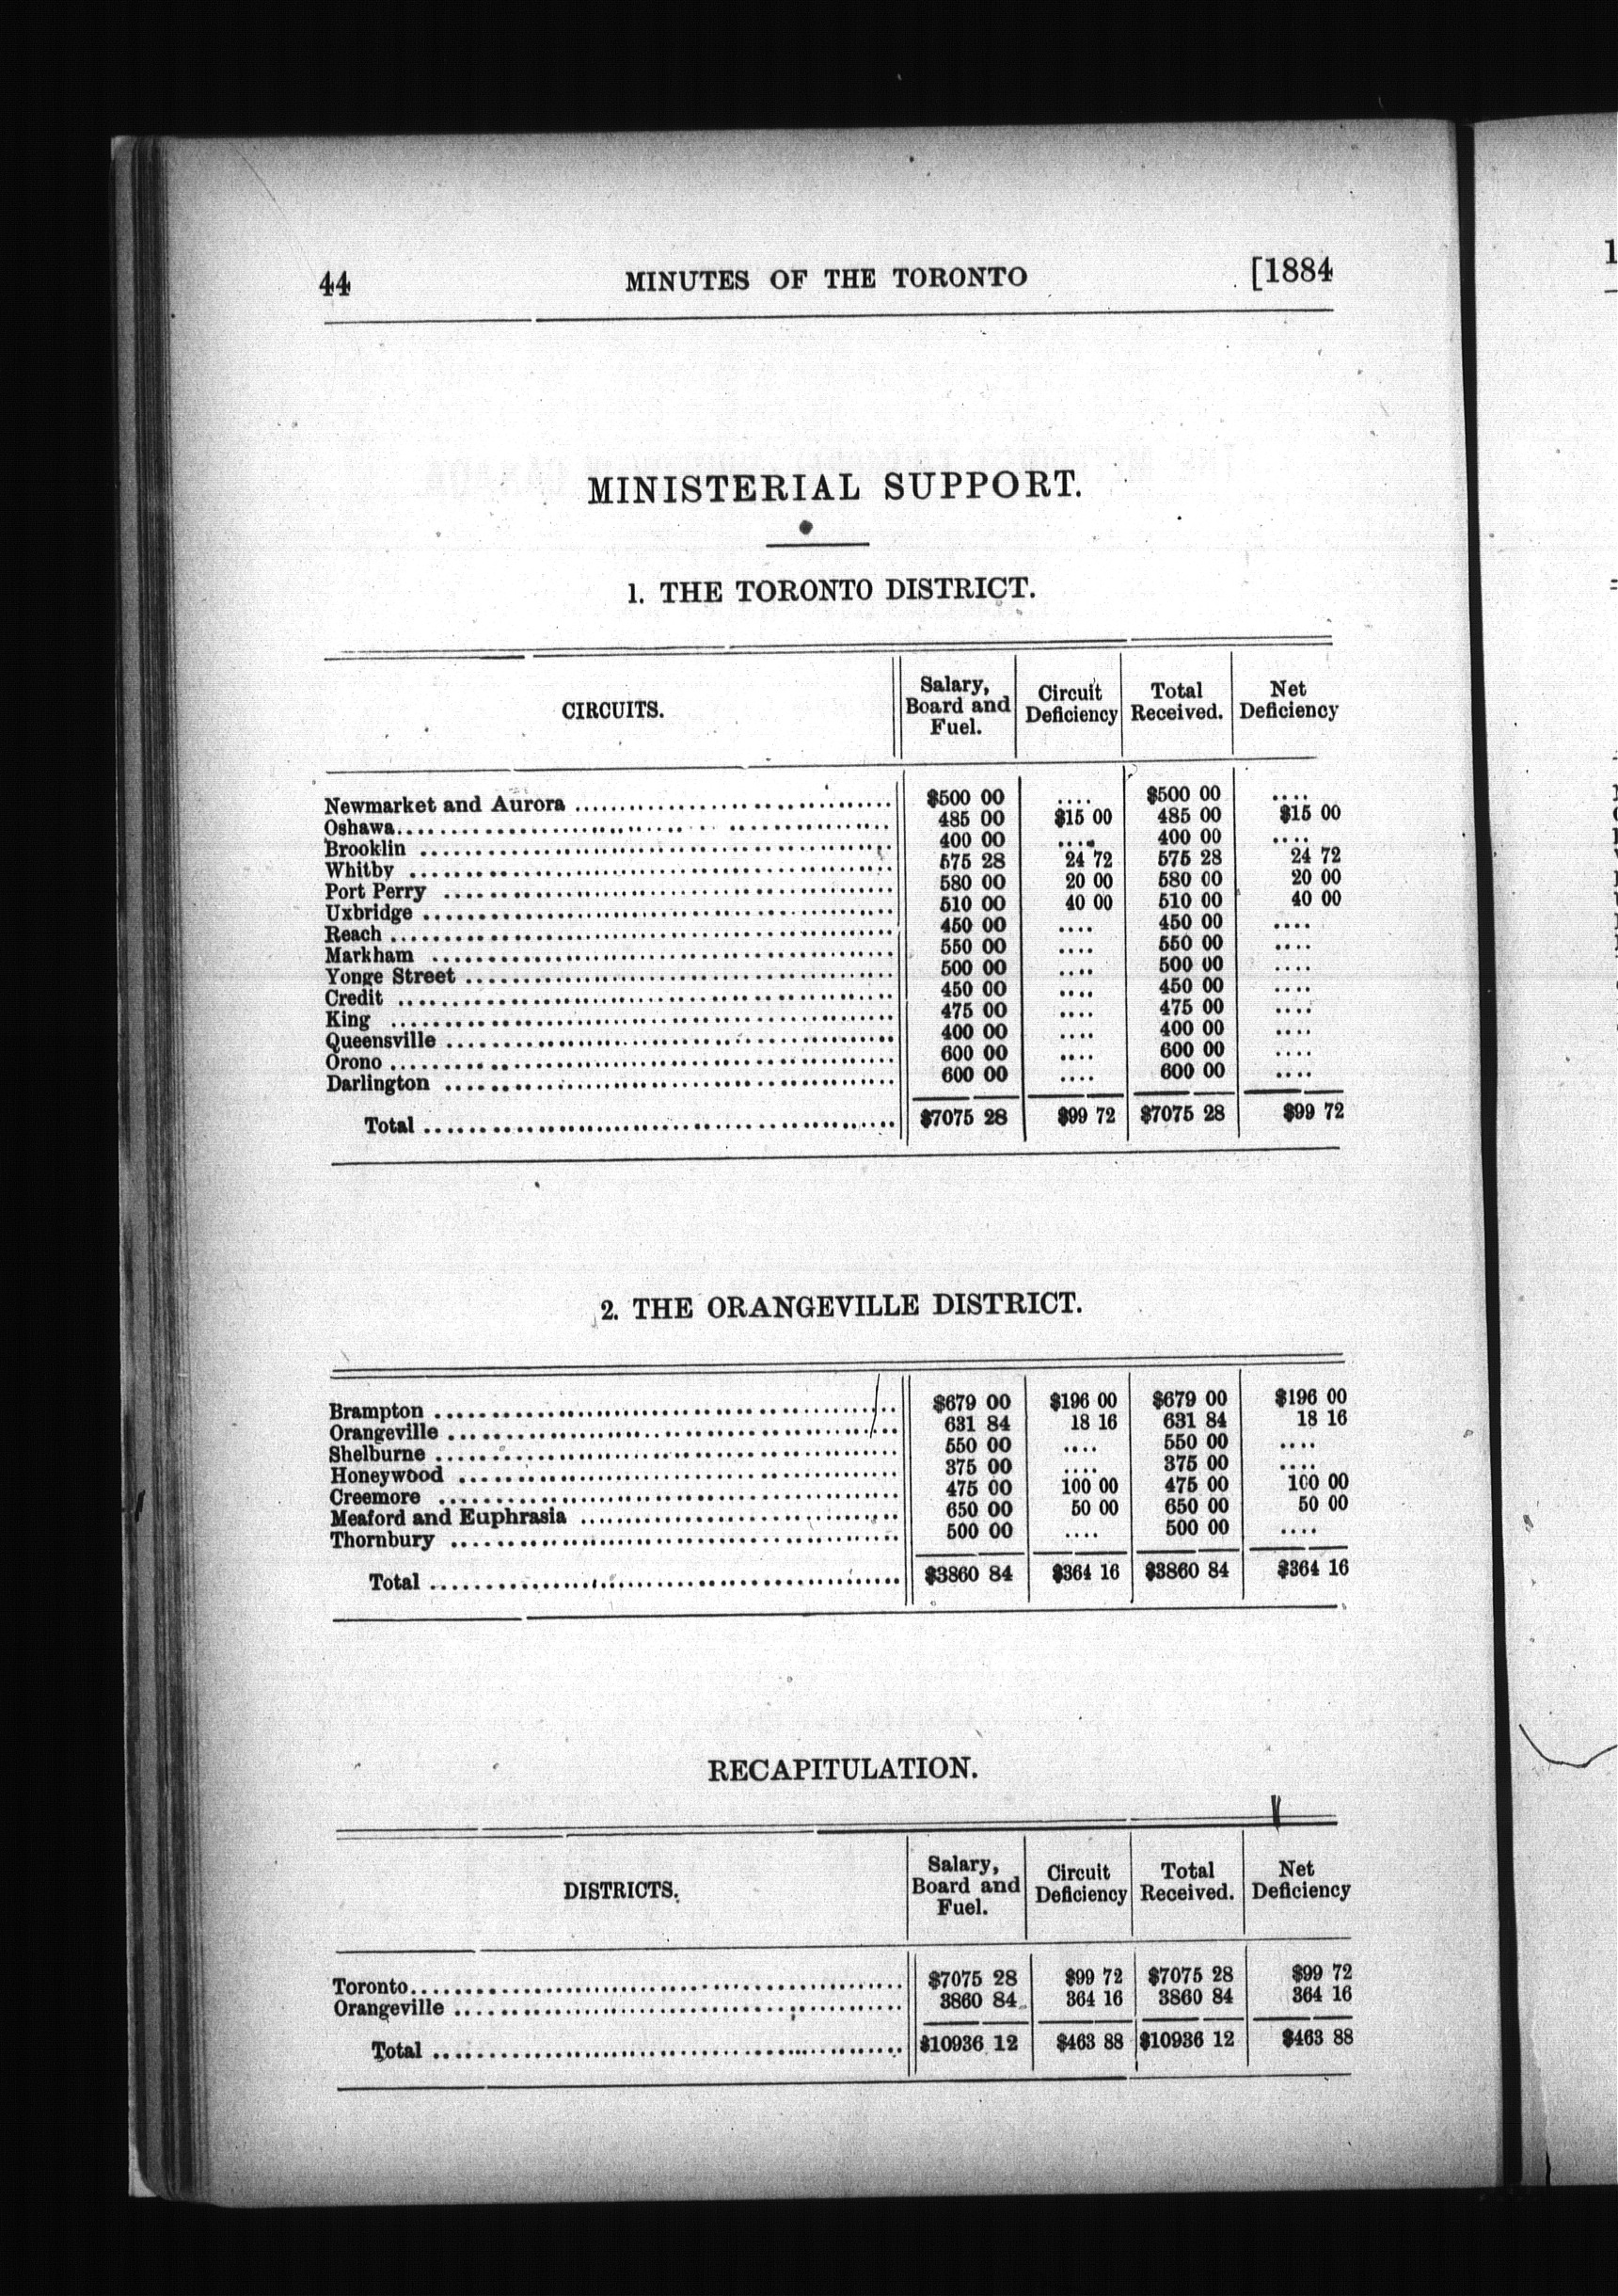 44 MINUTES OF THE TORONTO [1884
MINISTERIAL SUPPORT.
1. THE TORONTO DISTRICT.
CIRCUITS. Salary, Board and Fuel. Circuit Deficiency Total Received. Net Deficiency
Newmarket and Aurora $500 00 .... $500 00 ....
Oshawa 485 00 $15 00 485 00 $15 00
Brooklin 400 00 .... 400 00 ....
Whitby 575 28 24 72 575 28 24 72
Port Perry 580 00 20 00 580 00 20 00
Uxbridge 510 00 40 00 510 00 40 00
Reach 450 00 .... 450 00 ....
Markham 550 00 .... 550 00 ....
Yonge Street 500 00 .... 500 00 ....
Credit 450 00 .... 450 00 ....
King 475 00 .... 475 00 ....
Queensville 400 00 .... 400 00 ....
Orono 600 00 .... 600 00 ....
Darlington 600 00 .... 600 00 ....
Total $7075 28 $99 72 $7075 28 $99 72
2. THE ORANGEVILLE DISTRICT.
Brampton $679 00 $196 00 $679 00 $196 00
Orangeville 631 84 18 16 631 84 18 16
Shelburne 550 00 .... 550 00 ....
Honeywood 375 00 .... 375 00 ....
Creemore 475 00 100 00 475 00 100 00
Meaford and Euphrasia 650 00 50 00 650 00 50 00
Thornbury 500 00 .... 500 00 ....
Total $3860 84 $364 16 $3860 84 $364 16
RECAPITULATION.
DISTRICTS. Salary, Board and Fuel. Circuit Deficiency Total Received. Net Deficiency
Toronto $7075 28 $99 72 $7075 28 $99 72
Orangeville 3860 84 364 16 3860 84 364 16
Total $10936 12 $463 88 $10936 12 $463 88